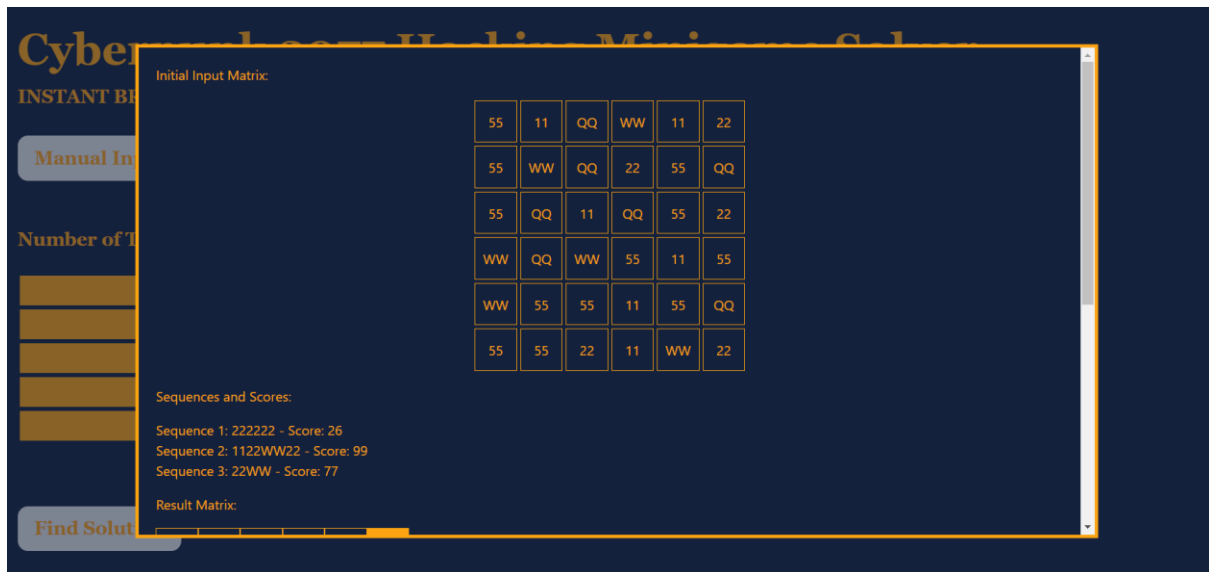 Cyber
INSTANT
Manual In
Number of
Find Solut
Initial Input Matrix:
55 11 QQ WW 11 22
55 WW QQ 22 55 QQ
55 QQ 11 QQ 55 22
WW QQ WW 55 11 55
WW 55 55 11 55 QQ
55 55 22 11 WW 22
Sequences and Scores:
Sequence 1: 222222 - Score: 26
Sequence 2: 1122WW22 - Score: 99
Sequence 3: 22WW - Score: 77
Result Matrix: